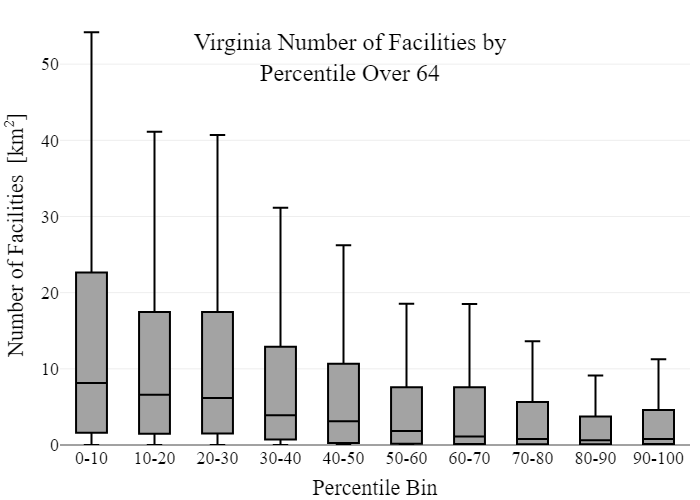 Virginia Number of Facilities by
Percentile Over 64
Number of Facilities [km²]
50
40
30
20
10
0
0-10 10-20 20-30 30-40 40-50 50-60 60-70 70-80 80-90 90-100
Percentile Bin